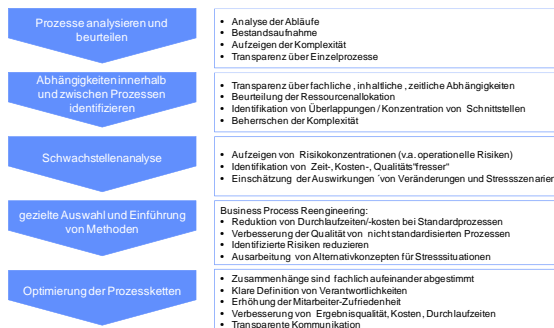 Prozesse analysieren und
beurteilen
• Analyse der Abläufe
• Bestandsaufnahme
• Aufzeigen der Komplexität
• Transparenz über Einzelprozesse
Abhängigkeiten innerhalb
und zwischen Prozessen
identifizieren
• Transparenz über fachliche , inhaltliche , zeitliche Abhängigkeiten
• Beurteilung der Ressourcenallokation
• Identifikation von Überlappungen / Konzentration von Schnittstellen
• Beherrschen der Komplexität
Schwachstellenanalyse
• Aufzeigen von Risikokonzentrationen (v.a. operationelle Risiken)
• Identifikation von Zeit-, Kosten-, Qualitäts"fresser"
• Einschätzung der Auswirkungen ´von Veränderungen und Stressszenarien
gezielte Auswahl und Einführung
von Methoden
Business Process Reengineering:
• Reduktion von Durchlaufzeiten/-kosten bei Standardprozessen
• Verbesserung der Qualität von nicht standardisierten Prozessen
• Identifizierte Risiken reduzieren
• Ausarbeitung von Alternativkonzepten für Stresssituationen
Optimierung der Prozessketten
• Zusammenhänge sind fachlich aufeinander abgestimmt
• Klare Definition von Verantwortlichkeiten
• Erhöhung der Mitarbeiter-Zufriedenheit
• Verbesserung von Ergebnisqualität, Kosten, Durchlaufzeiten
• Transparente Kommunikation